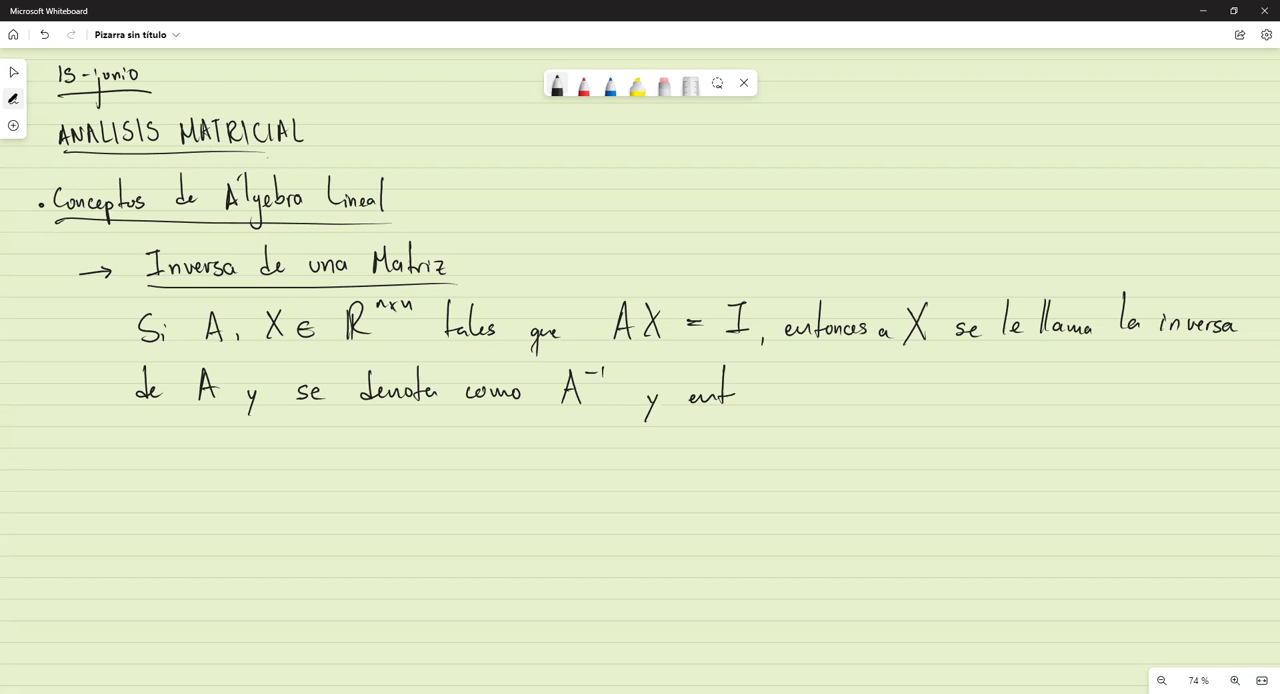 Microsoft Whiteboard
Pizarra sin título
15-junio
ANALISIS MATRICIAL
. Conceptos de Álgebra Lineal
→ Inversa de una Matriz
Si A, X ∈ ℝⁿˣⁿ tales que AX = I, entonces a X se le llama la inversa
de A y se denota como A⁻¹ y ent
74 %